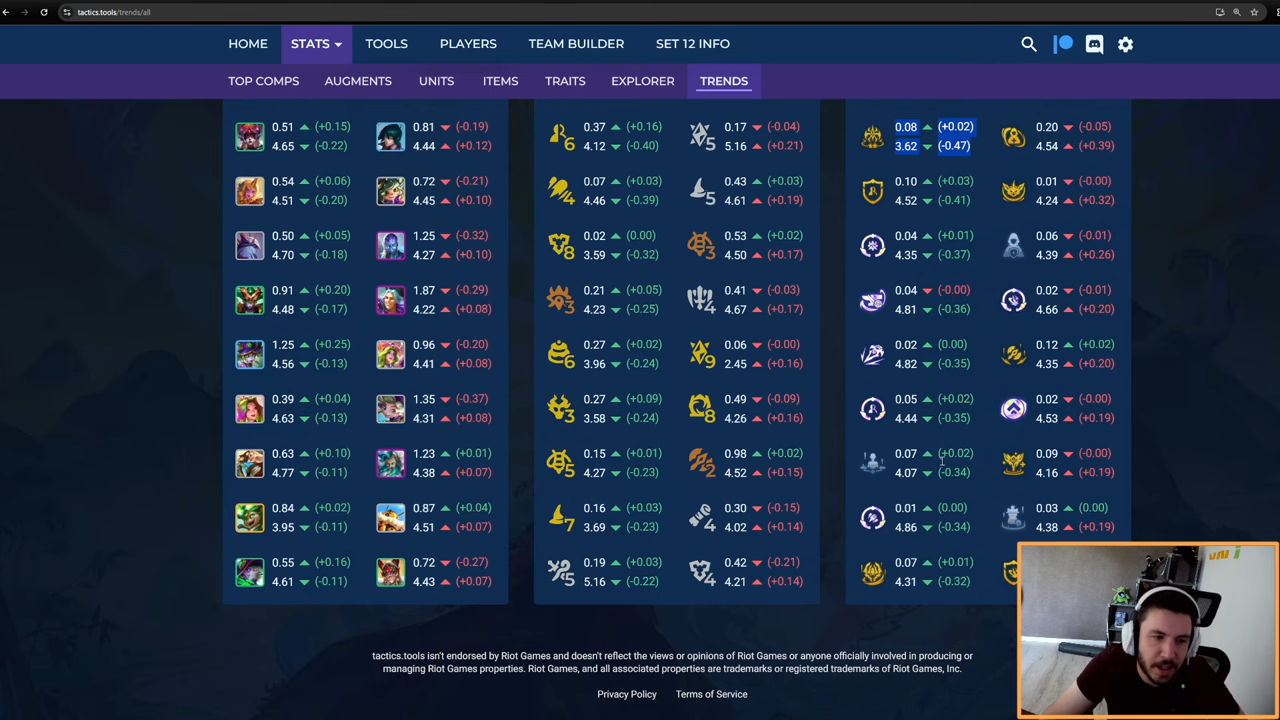 tactics.tools/trends/all
HOME STATS TOOLS PLAYERS TEAM BUILDER SET 12 INFO
TOP COMPS AUGMENTS UNITS ITEMS TRAITS EXPLORER TRENDS
0.51 (+0.15) 0.81 (-0.19) 6 0.37 (+0.16) 5 0.17 (-0.04) 0.08 (+0.02) 0.20 (-0.05)
4.65 (-0.22) 4.44 (+0.12) 4.12 (-0.40) 5.16 (+0.21) 3.62 (-0.47) 4.54 (+0.39)
0.54 (+0.06) 0.72 (-0.21) 4 0.07 (+0.03) 5 0.43 (+0.03) 0.10 (+0.03) 0.01 (-0.00)
4.51 (-0.20) 4.45 (+0.10) 4.46 (-0.39) 4.61 (+0.19) 4.52 (-0.41) 4.24 (+0.32)
0.50 (+0.05) 1.25 (-0.32) 8 0.02 (0.00) 3 0.53 (+0.02) 0.04 (+0.01) 0.06 (-0.01)
4.70 (-0.18) 4.27 (+0.10) 3.59 (-0.32) 4.50 (+0.17) 4.35 (-0.37) 4.39 (+0.26)
0.91 (+0.20) 1.87 (-0.29) 3 0.21 (+0.05) 4 0.41 (-0.03) 0.04 (-0.00) 0.02 (-0.01)
4.48 (-0.17) 4.22 (+0.08) 4.23 (-0.25) 4.67 (+0.17) 4.81 (-0.36) 4.66 (+0.20)
1.25 (+0.25) 0.96 (-0.20) 6 0.27 (+0.02) 9 0.06 (-0.00) 0.02 (0.00) 0.12 (+0.02)
4.56 (-0.13) 4.41 (+0.08) 3.96 (-0.24) 2.45 (+0.16) 4.82 (-0.35) 4.35 (+0.20)
0.39 (+0.04) 1.35 (-0.37) 3 0.27 (+0.09) 8 0.49 (-0.09) 0.05 (+0.02) 0.02 (-0.00)
4.63 (-0.13) 4.31 (+0.08) 3.58 (-0.24) 4.26 (+0.16) 4.44 (-0.35) 4.53 (+0.19)
0.63 (+0.10) 1.23 (+0.01) 5 0.15 (+0.01) 2 0.98 (+0.02) 0.07 (+0.02) 0.09 (-0.00)
4.77 (-0.11) 4.38 (+0.07) 4.27 (-0.23) 4.52 (+0.15) 4.07 (-0.34) 4.16 (+0.19)
0.84 (+0.02) 0.87 (+0.04) 7 0.16 (+0.03) 4 0.30 (-0.15) 0.01 (0.00) 0.03 (0.00)
3.95 (-0.11) 4.51 (+0.07) 3.69 (-0.23) 4.02 (+0.14) 4.86 (-0.34) 4.38 (+0.19)
0.55 (+0.16) 0.72 (-0.27) 5 0.19 (+0.03) 4 0.42 (-0.21) 0.07 (+0.01)
4.61 (-0.11) 4.43 (+0.07) 5.16 (-0.22) 4.21 (+0.14) 4.31 (-0.32)
tactics.tools isn't endorsed by Riot Games and doesn't reflect the views or opinions of Riot Games or anyone officially involved in producing or
managing Riot Games properties. Riot Games, and all associated properties are trademarks or registered trademarks of Riot Games, Inc.
Privacy Policy Terms of Service